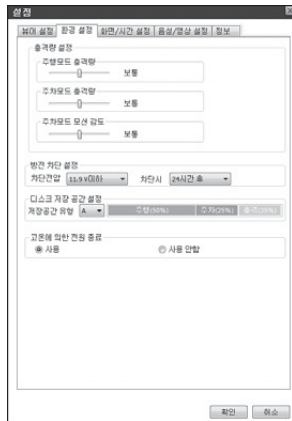 설정
뷰어 설정 환경 설정 화면/시간 설정 음성/영상 설정 정보
충격량 설정
주행모드 충격량
보통
주차모드 충격량
보통
주차모드 모션 감도
보통
방전 차단 설정
차단전압 11.9 V이하 차단시 24시간 후
디스크 저장 공간 설정
저장공간 유형 A 주행(50%) 주차(25%) 충격(25%)
고온에 의한 전원 종료
사용 사용 안함
확인 취소